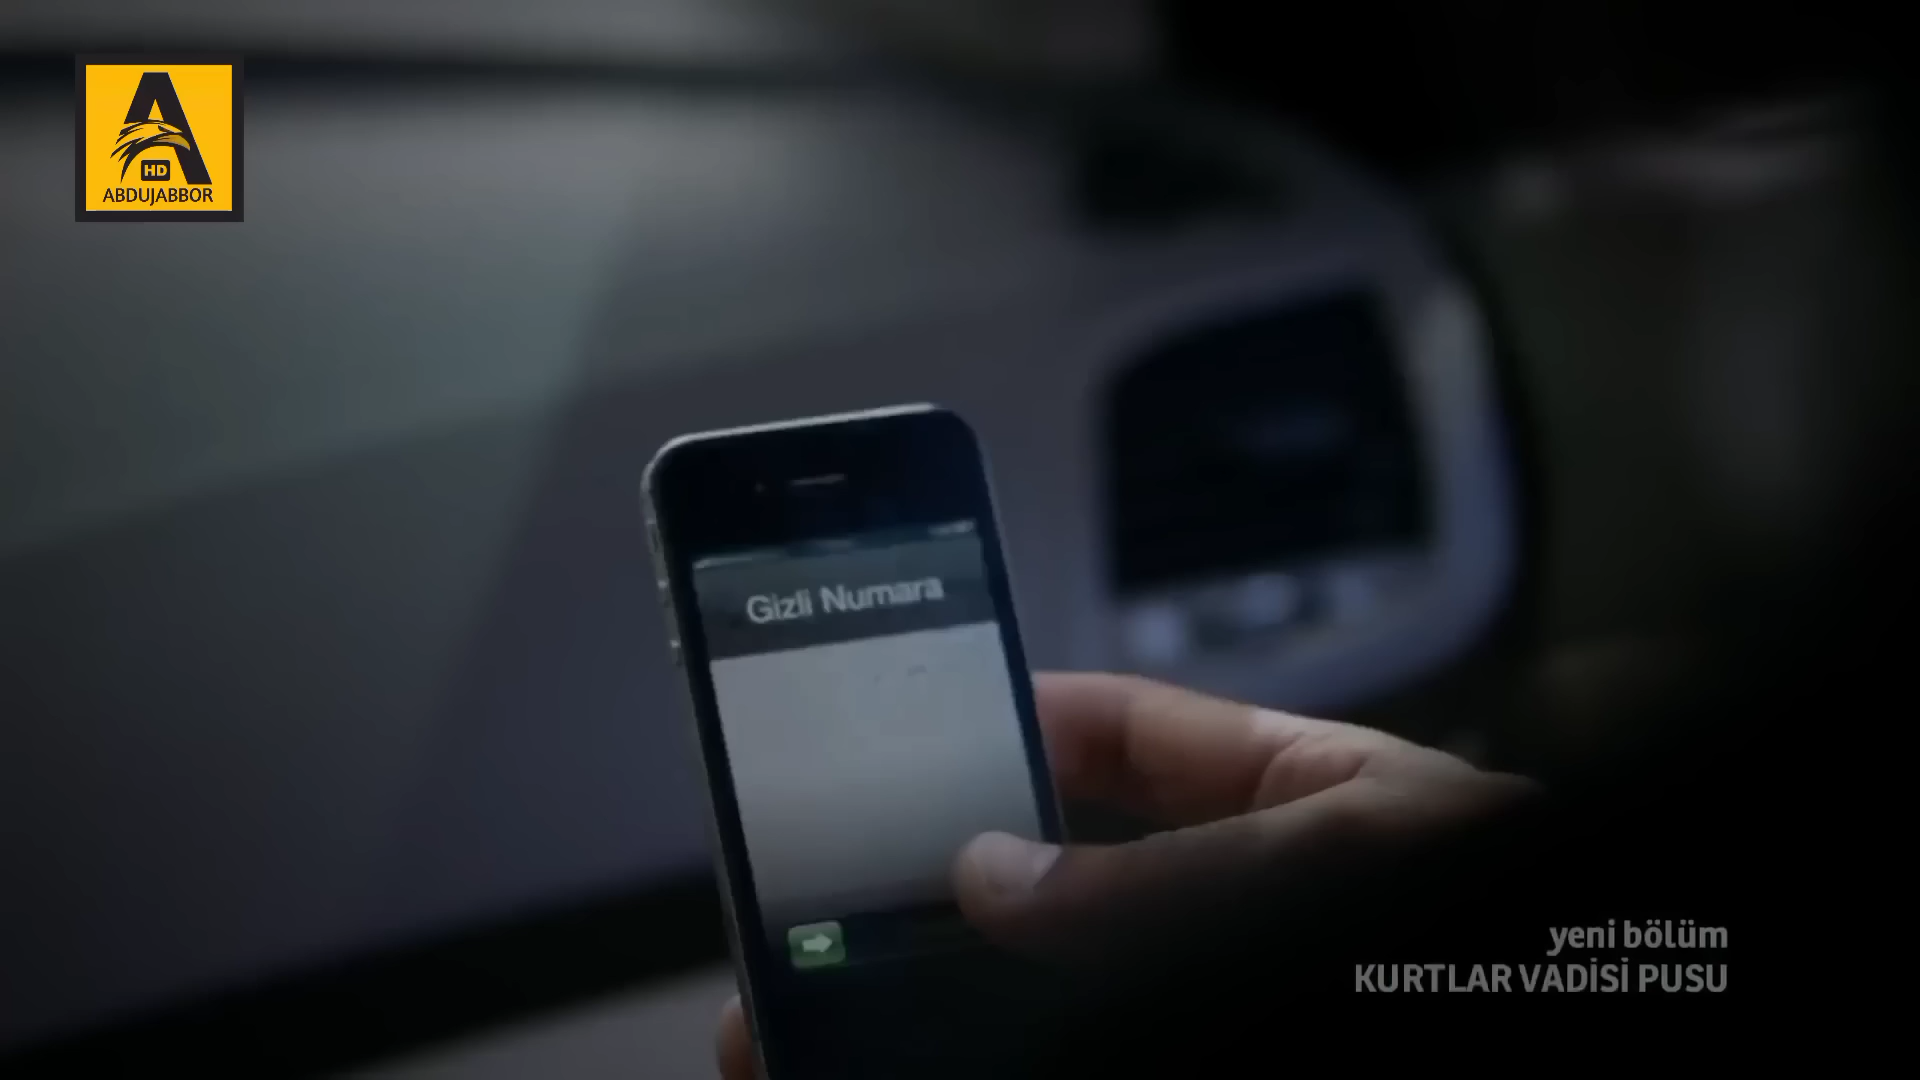 HD
ABDUJABBOR
Gizli Numara
yeni bölüm
KURTLAR VADİSİ PUSU